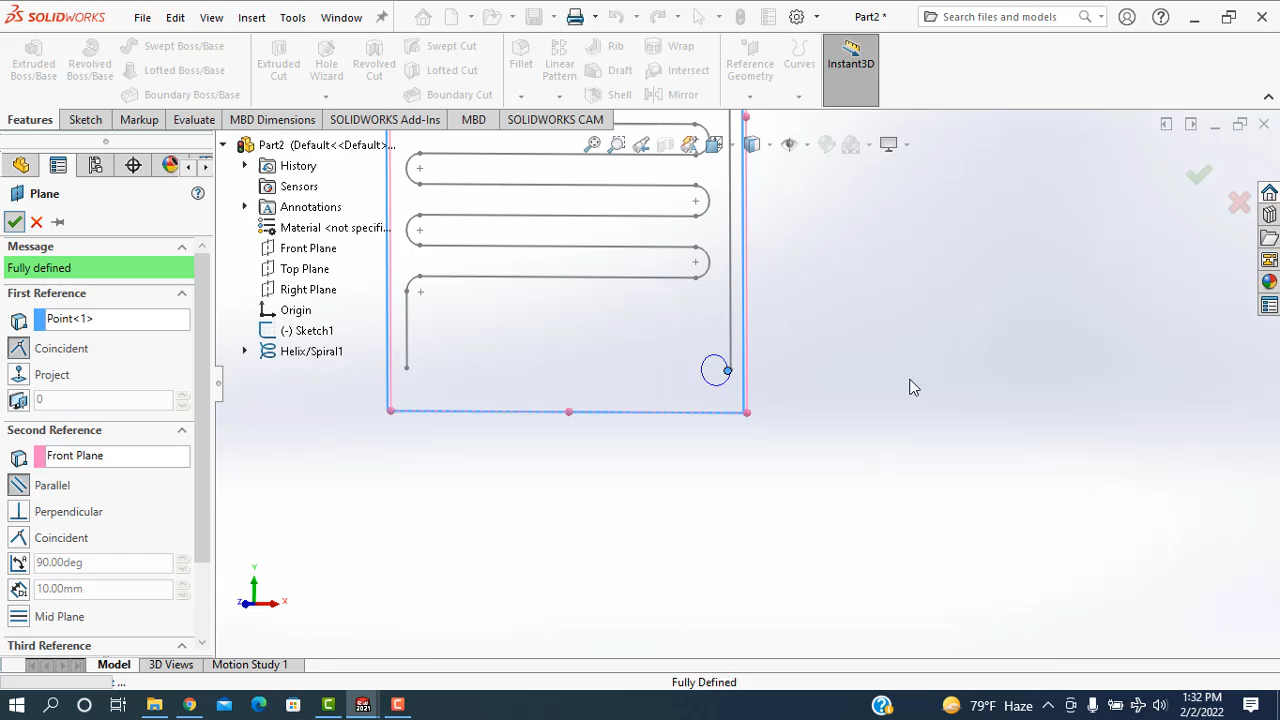 SOLIDWORKS
File
Edit
View
Insert
Tools
Window
Part2 *
Search files and models
Extruded Boss/Base
Revolved Boss/Base
Swept Boss/Base
Lofted Boss/Base
Boundary Boss/Base
Extruded Cut
Hole Wizard
Revolved Cut
Swept Cut
Lofted Cut
Boundary Cut
Fillet
Linear Pattern
Rib
Draft
Shell
Wrap
Intersect
Mirror
Reference Geometry
Curves
Instant3D
Features
Sketch
Markup
Evaluate
MBD Dimensions
SOLIDWORKS Add-Ins
MBD
SOLIDWORKS CAM
Part2 (Default<<Default>...
History
Sensors
Annotations
Material <not specifi...
Front Plane
Top Plane
Right Plane
Origin
(-) Sketch1
Helix/Spiral1
Plane
Message
Fully defined
First Reference
Point<1>
Coincident
Project
0
Second Reference
Front Plane
Parallel
Perpendicular
Coincident
90.00deg
10.00mm
Mid Plane
Third Reference
Y
Z
X
Model
3D Views
Motion Study 1
...
Fully Defined
2021
79°F Haze
1:32 PM
2/2/2022